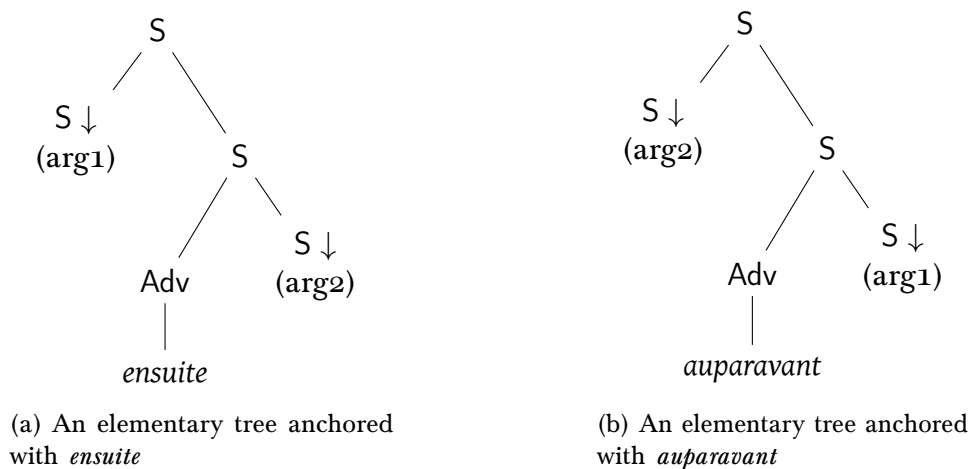 S
S ↓
(arg1)
S
S ↓
(arg2)
Adv
ensuite
(a) An elementary tree anchored
with ensuite
S
S ↓
(arg2)
S
S ↓
(arg1)
Adv
auparavant
(b) An elementary tree anchored
with auparavant